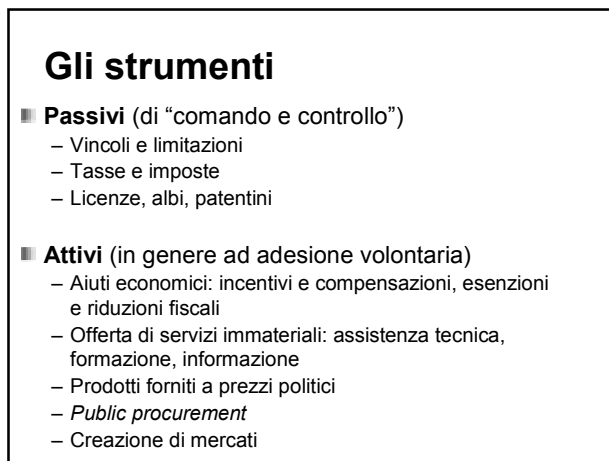 Gli strumenti
Passivi (di “comando e controllo”)
– Vincoli e limitazioni
– Tasse e imposte
– Licenze, albi, patentini
Attivi (in genere ad adesione volontaria)
– Aiuti economici: incentivi e compensazioni, esenzioni
e riduzioni fiscali
– Offerta di servizi immateriali: assistenza tecnica,
formazione, informazione
– Prodotti forniti a prezzi politici
– Public procurement
– Creazione di mercati